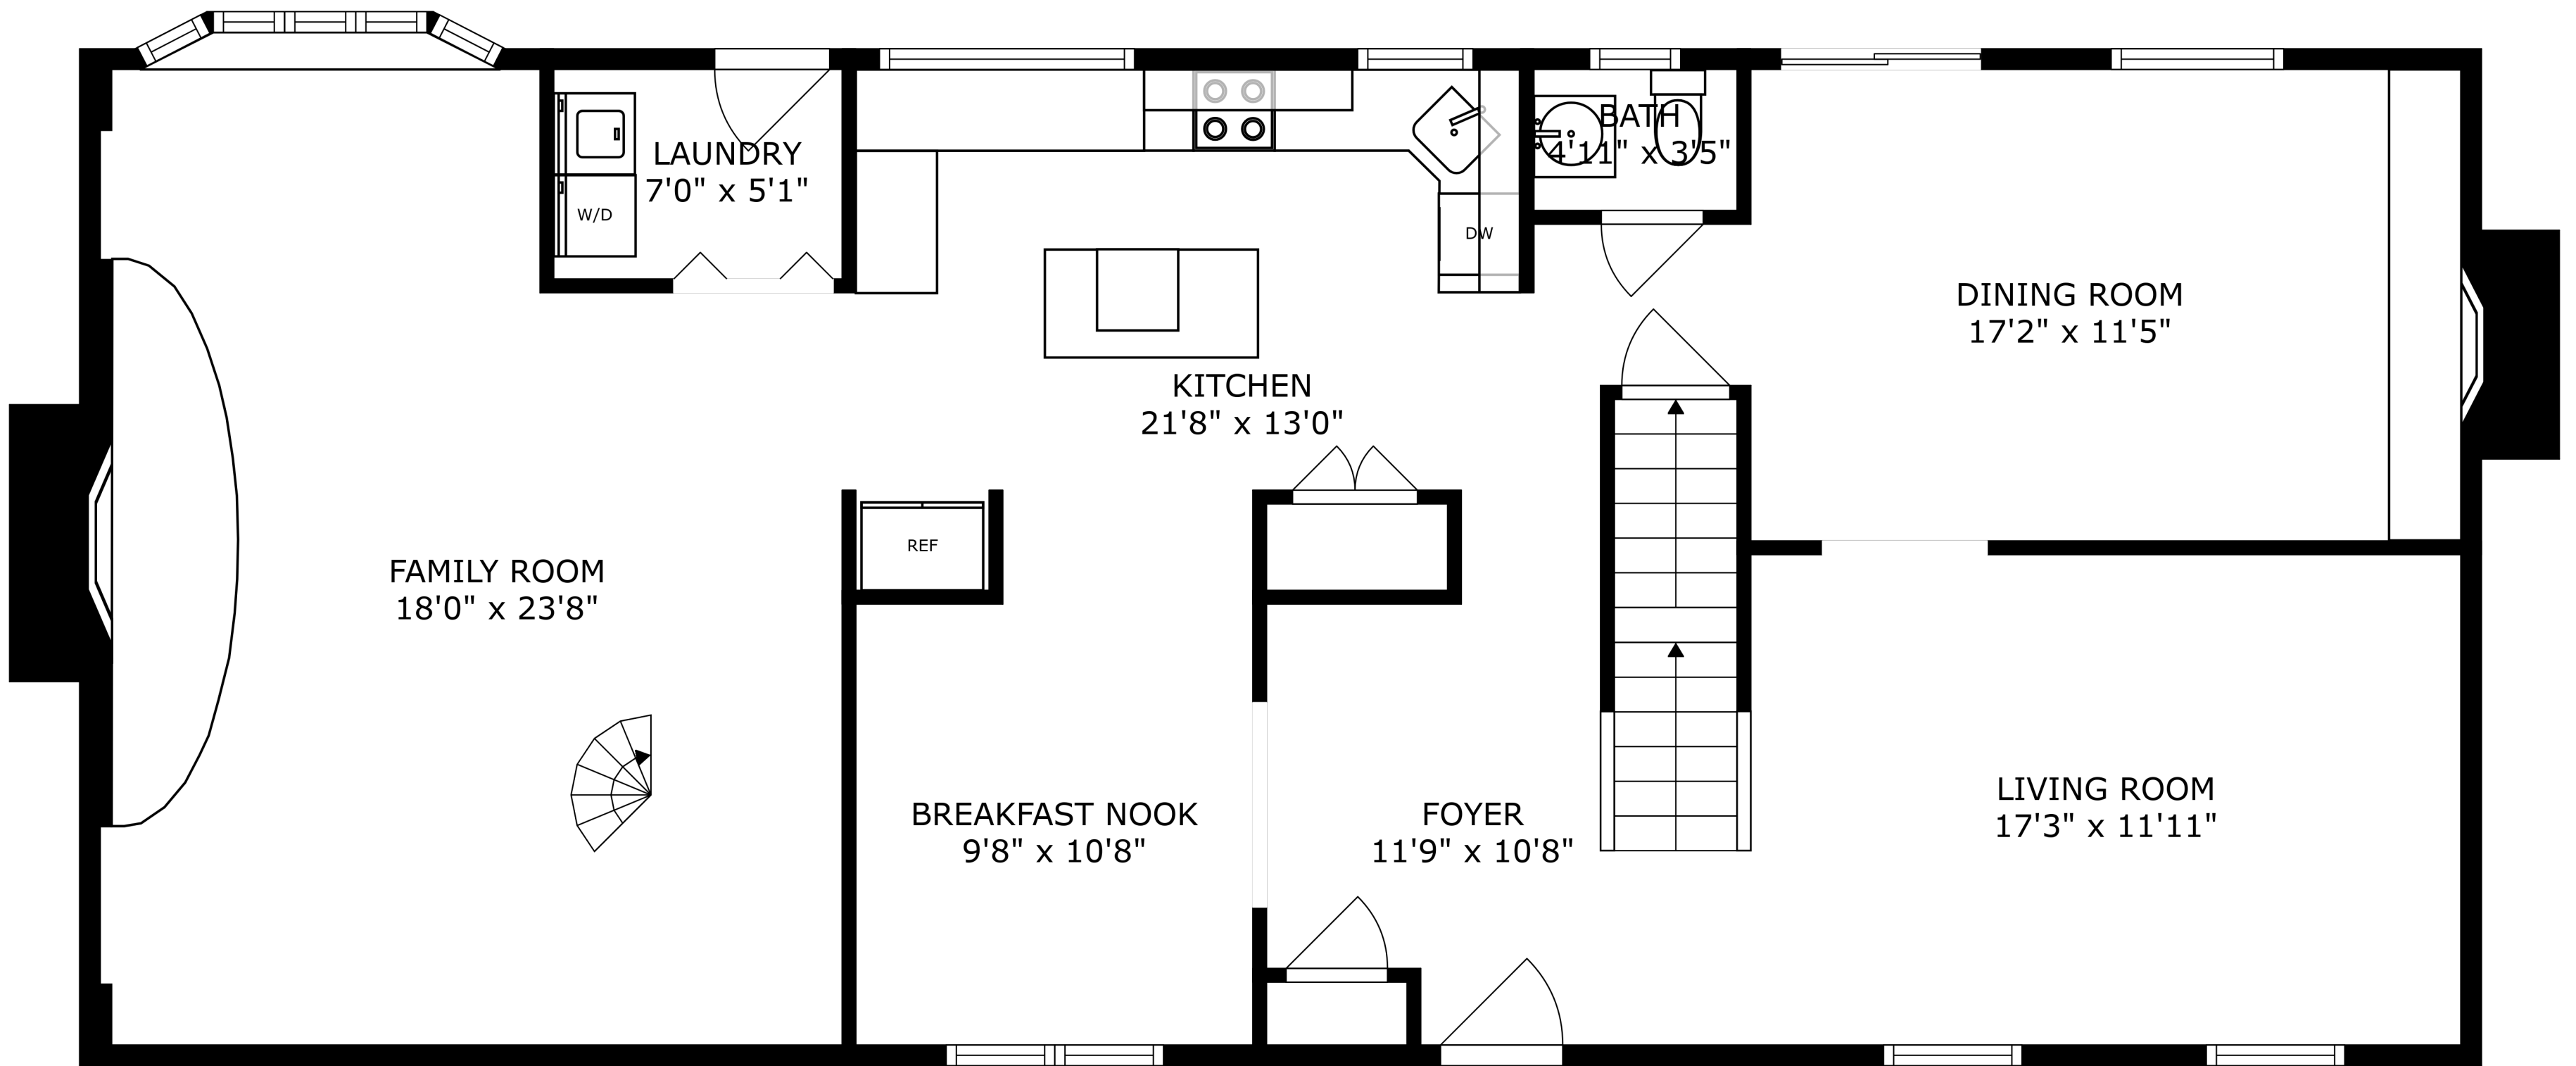 LAUNDRY
7'0" x 5'1"
W/D
BATH
4'11" x 3'5"
DW
DINING ROOM
17'2" x 11'5"
KITCHEN
21'8" x 13'0"
REF
FAMILY ROOM
18'0" x 23'8"
BREAKFAST NOOK
9'8" x 10'8"
FOYER
11'9" x 10'8"
LIVING ROOM
17'3" x 11'11"